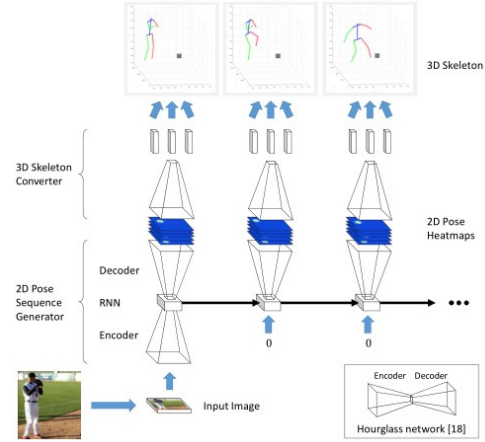 3D Skeleton
3D Skeleton
Converter
2D Pose
Heatmaps
2D Pose
Sequence
Generator
Decoder
RNN
Encoder
0
0
•••
Input Image
Encoder Decoder
Hourglass network [18]